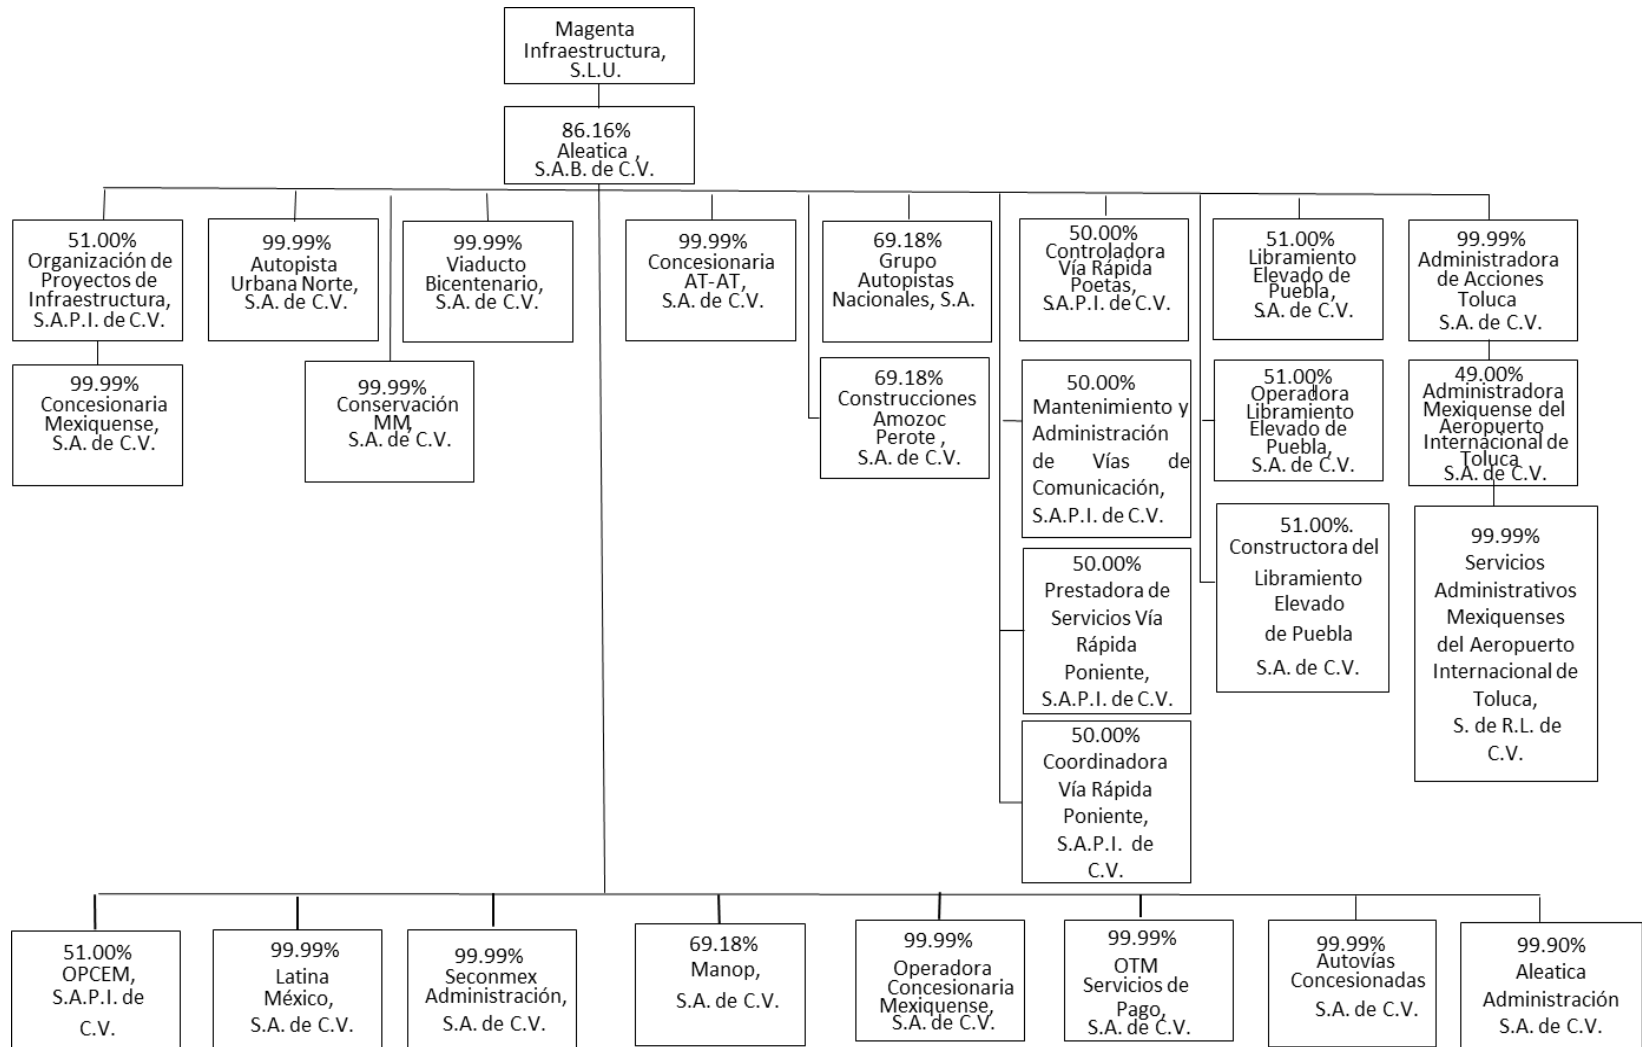 Magenta
Infraestructura,
S.L.U.
86.16%
Aleatica ,
S.A.B. de C.V.
51.00%
Organización de
Proyectos de
Infraestructura,
S.A.P.I. de C.V.
99.99%
Autopista
Urbana Norte,
S.A. de C.V.
99.99%
Viaducto
Bicentenario,
S.A. de C.V.
99.99%
Concesionaria
AT-AT,
S.A. de C.V.
69.18%
Grupo
Autopistas
Nacionales, S.A.
50.00%
Controladora
Vía Rápida
Poetas,
S.A.P.I. de C.V.
51.00%
Libramiento
Elevado de
Puebla,
S.A. de C.V.
99.99%
Administradora
de Acciones
Toluca
S.A. de C.V.
99.99%
Concesionaria
Mexiquense,
S.A. de C.V.
99.99%
Conservación
MM,
S.A. de C.V.
69.18%
Construcciones
Amozoc
Perote ,
S.A. de C.V.
50.00%
Mantenimiento y
Administración
de Vías de
Comunicación,
S.A.P.I. de C.V.
51.00%
Operadora
Libramiento
Elevado de
Puebla,
S.A. de C.V.
49.00%
Administradora
Mexiquense del
Aeropuerto
Internacional de
Toluca
S.A. de C.V.
50.00%
Prestadora de
Servicios Vía
Rápida
Poniente,
S.A.P.I. de C.V.
51.00%.
Constructora del
Libramiento
Elevado
de Puebla
S.A. de C.V.
99.99%
Servicios
Administrativos
Mexiquenses
del Aeropuerto
Internacional de
Toluca,
S. de R.L. de
C.V.
50.00%
Coordinadora
Vía Rápida
Poniente,
S.A.P.I. de
C.V.
51.00%
OPCEM,
S.A.P.I. de
C.V.
99.99%
Latina
México,
S.A. de C.V.
99.99%
Seconmex
Administración,
S.A. de C.V.
69.18%
Manop,
S.A. de C.V.
99.99%
Operadora
Concesionaria
Mexiquense,
S.A. de C.V.
99.99%
OTM
Servicios de
Pago,
S.A. de C.V.
99.99%
Autovías
Concesionadas
S.A. de C.V.
99.90%
Aleatica
Administración
S.A. de C.V.